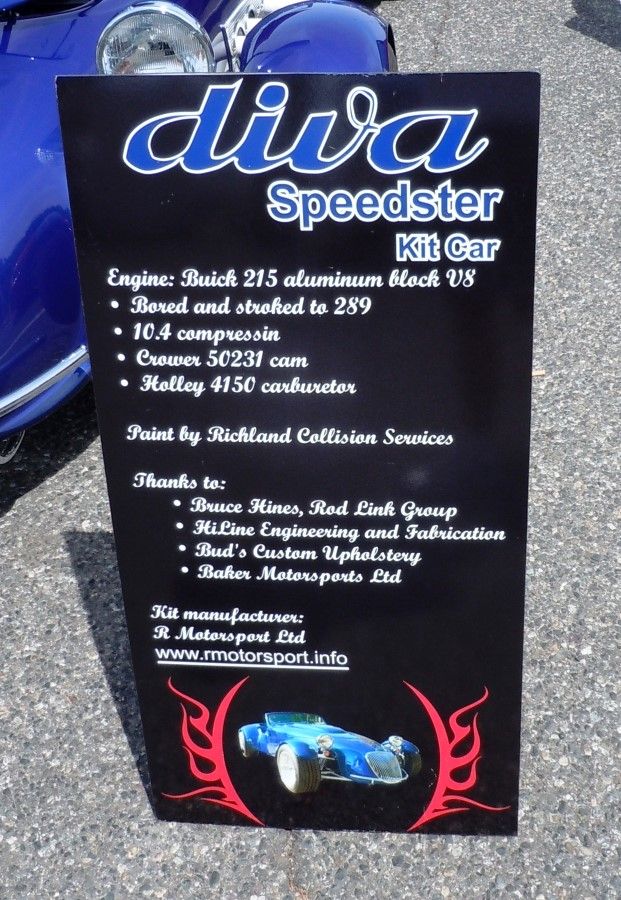 diva
Speedster
Kit Car
Engine: Buick 215 aluminum block V8
• Bored and stroked to 289
• 10.4 compressin
• Crower 50231 cam
• Holley 4150 carburetor
Paint by Richland Collision Services
Thanks to:
• Bruce Hines, Rod Link Group
• HiLine Engineering and Fabrication
• Bud's Custom Upholstery
• Baker Motorsports Ltd
Kit manufacturer:
R Motorsport Ltd
www.rmotorsport.info